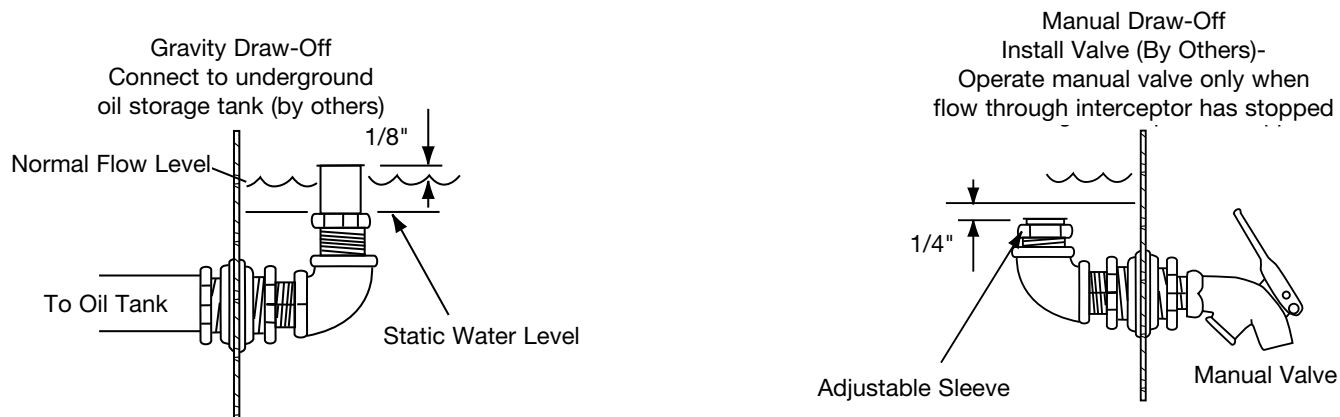 Gravity Draw-Off
Connect to underground
oil storage tank (by others)
1/8"
Normal Flow Level
To Oil Tank
Static Water Level
Manual Draw-Off
Install Valve (By Others)-
Operate manual valve only when
flow through interceptor has stopped
1/4"
Adjustable Sleeve
Manual Valve